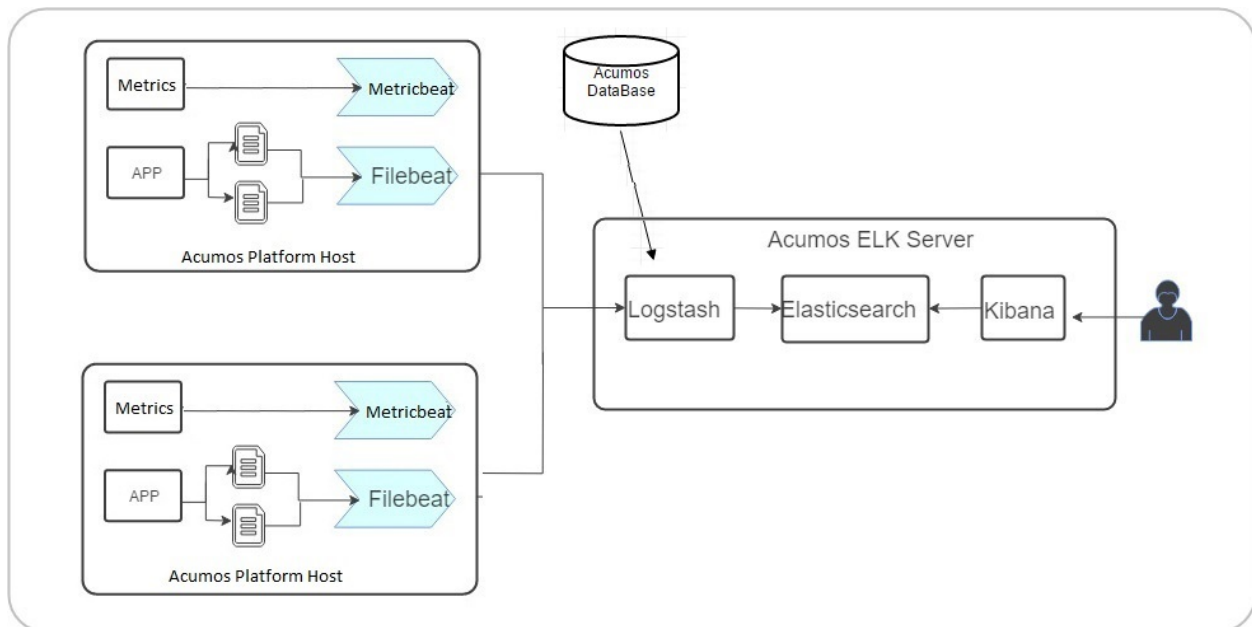 Metrics
Metricbeat
APP
Filebeat
Acumos Platform Host
Acumos
DataBase
Acumos ELK Server
Logstash
Elasticsearch
Kibana
Metrics
Metricbeat
APP
Filebeat
Acumos Platform Host